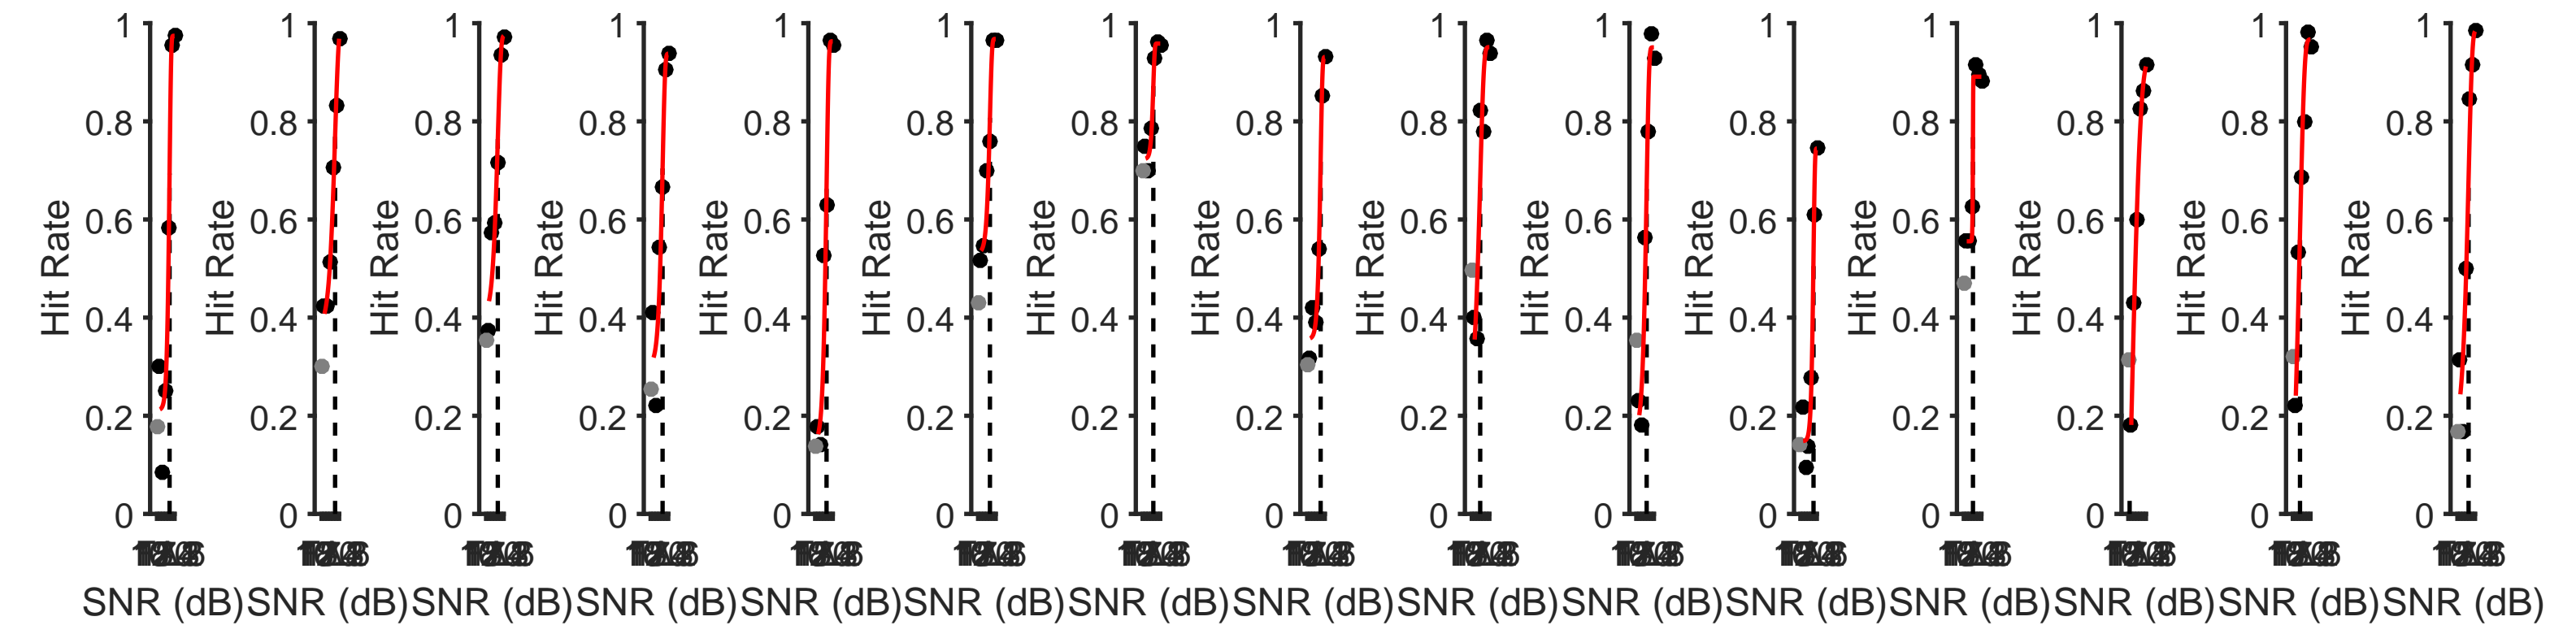 1 1 1 1 1 1 1 1 1 1 1 1 1 1 1
0.8 0.8 0.8 0.8 0.8 0.8 0.8 0.8 0.8 0.8 0.8 0.8 0.8 0.8 0.8
0.6 0.6 0.6 0.6 0.6 0.6 0.6 0.6 0.6 0.6 0.6 0.6 0.6 0.6 0.6
Hit Rate Hit Rate Hit Rate Hit Rate Hit Rate Hit Rate Hit Rate Hit Rate Hit Rate Hit Rate Hit Rate Hit Rate Hit Rate Hit Rate Hit Rate
0.4 0.4 0.4 0.4 0.4 0.4 0.4 0.4 0.4 0.4 0.4 0.4 0.4 0.4 0.4
0.2 0.2 0.2 0.2 0.2 0.2 0.2 0.2 0.2 0.2 0.2 0.2 0.2 0.2 0.2
0 0 0 0 0 0 0 0 0 0 0 0 0 0 0
SNR (dB) SNR (dB) SNR (dB) SNR (dB) SNR (dB) SNR (dB) SNR (dB) SNR (dB) SNR (dB) SNR (dB) SNR (dB) SNR (dB) SNR (dB) SNR (dB) SNR (dB)